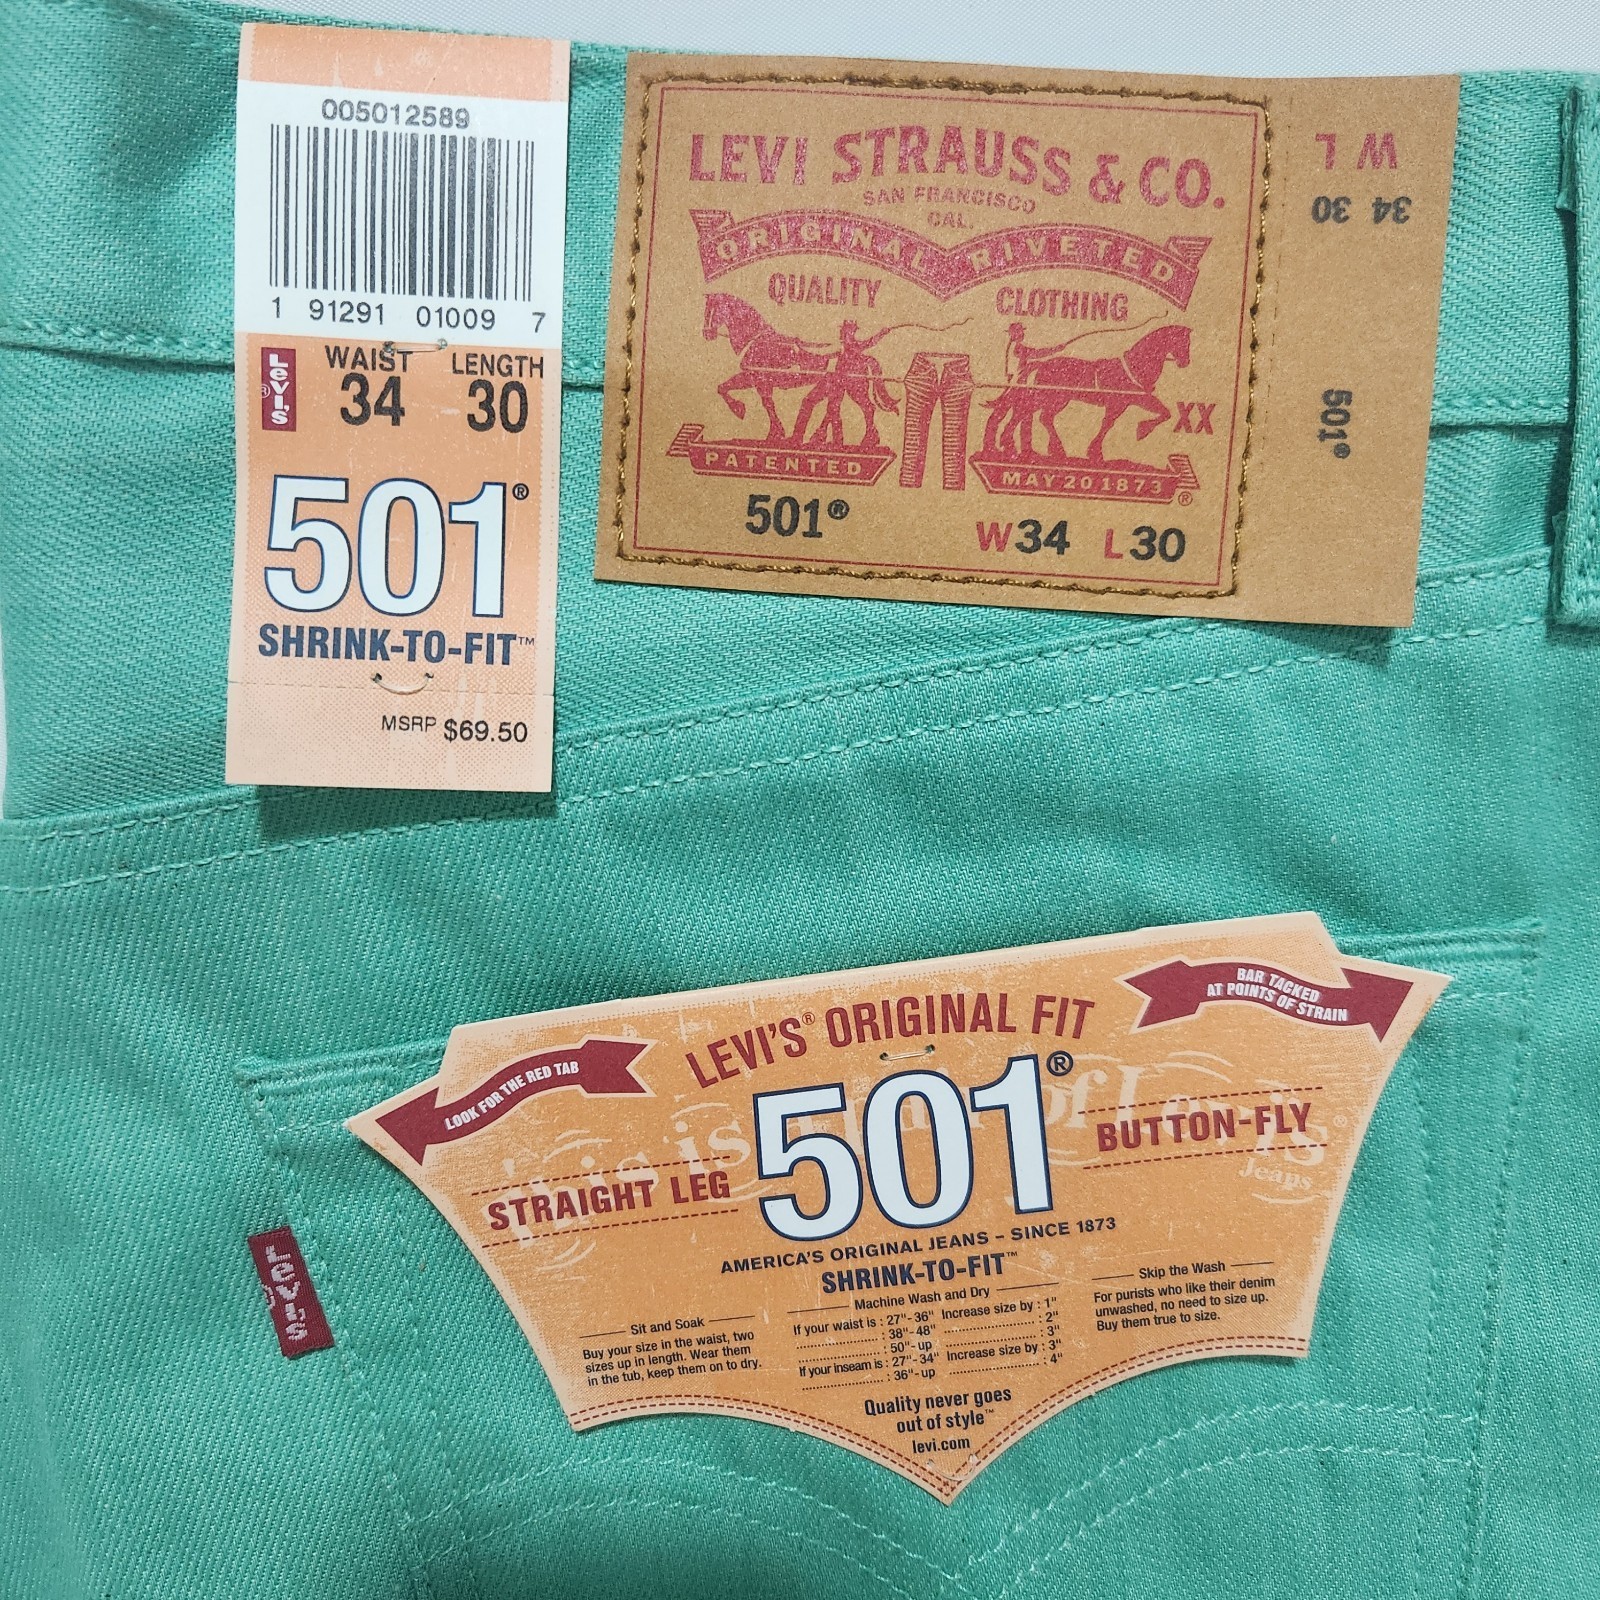 005012589
1 91291 01009 7
Levi's®
WAIST LENGTH
34 30
501®
SHRINK-TO-FIT™
MSRP $69.50
LEVI STRAUSS & CO.
SAN FRANCISCO
CAL.
ORIGINAL RIVETED
QUALITY CLOTHING
XX
PATENTED MAY 20 1873 ®
501® W34 L30
W L
34 30
501®
LOOK FOR THE RED TAB
LEVI'S® ORIGINAL FIT
BAR TACKED
AT POINTS OF STRAIN
501®
STRAIGHT LEG
BUTTON-FLY
Jeans
AMERICA'S ORIGINAL JEANS – SINCE 1873
SHRINK-TO-FIT™
Sit and Soak
Buy your size in the waist, two
sizes up in length. Wear them
in the tub, keep them on to dry.
Machine Wash and Dry
If your waist is : 27"-36" Increase size by : 1"
: 38"-48" : 2"
: 50"-up : 3"
If your inseam is : 27"-34" Increase size by : 3"
: 36"-up : 4"
Skip the Wash
For purists who like their denim
unwashed, no need to size up.
Buy them true to size.
Quality never goes
out of style™
levi.com
LEVI'S